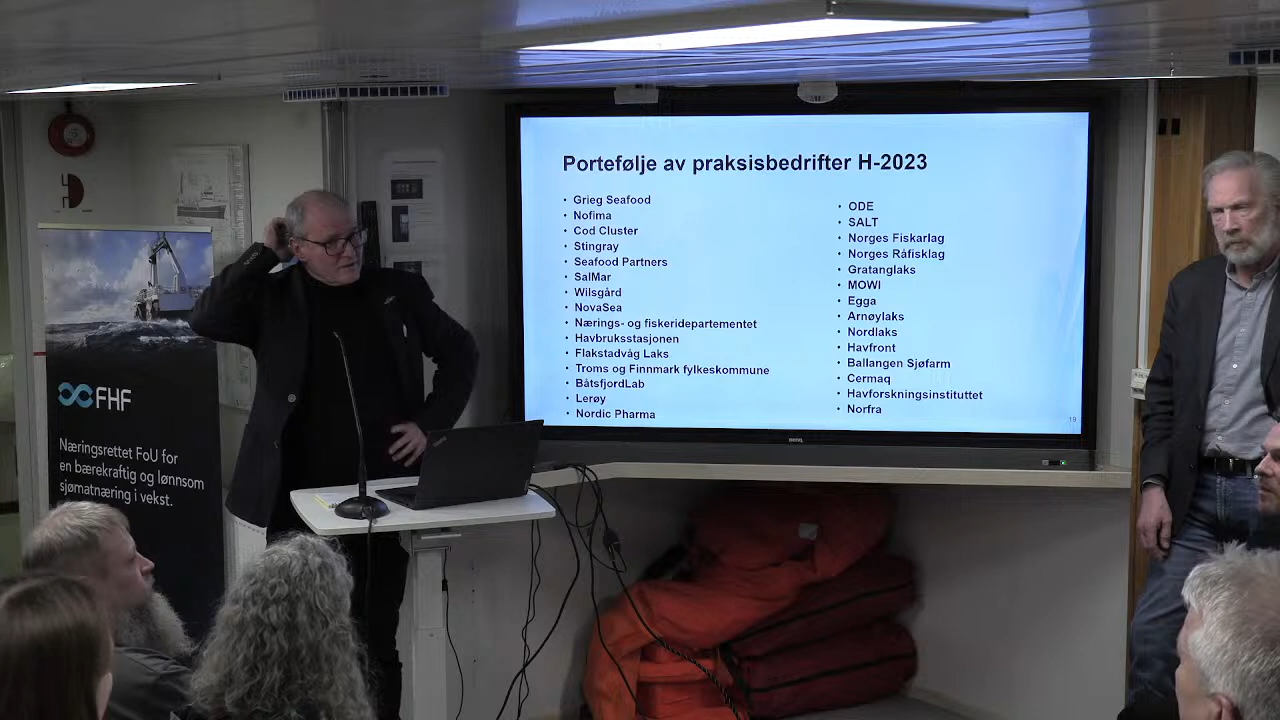 Portefølje av praksisbedrifter H-2023
• Grieg Seafood
• Nofima
• Cod Cluster
• Stingray
• Seafood Partners
• SalMar
• Wilsgård
• NovaSea
• Nærings- og fiskeridepartementet
• Havbruksstasjonen
• Flakstadvåg Laks
• Troms og Finnmark fylkeskommune
• BåtsfjordLab
• Lerøy
• Nordic Pharma
• ODE
• SALT
• Norges Fiskarlag
• Norges Råfisklag
• Gratanglaks
• MOWI
• Egga
• Arnøylaks
• Nordlaks
• Havfront
• Ballangen Sjøfarm
• Cermaq
• Havforskningsinstituttet
• Norfra
19
BENQ
FHF
Næringsrettet FoU for
en bærekraftig og lønnsom
sjømatnæring i vekst.